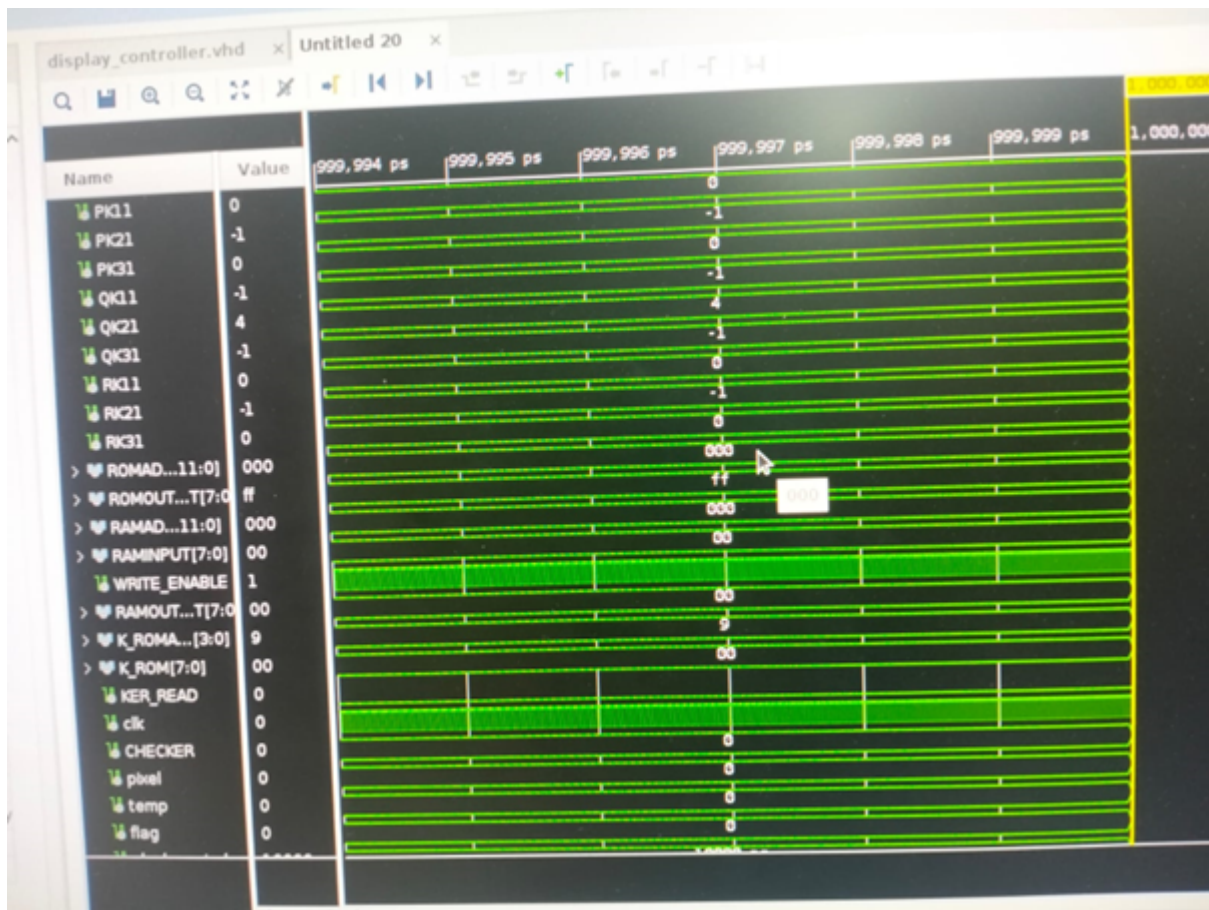 display_controller.vhd × Untitled 20 ×
1,000,000
999,994 ps 999,995 ps 999,996 ps 999,997 ps 999,998 ps 999,999 ps 1,000,00
Name Value
PK11 0 0
PK21 -1 -1
PK31 0 0
QK11 -1 -1
QK21 4 4
QK31 -1 -1
RK11 0 0
RK21 -1 -1
RK31 0 0
ROMAD...11:0] 000 000
ROMOUT...T[7:0 ff ff
000
RAMAD...11:0] 000 000
RAMINPUT[7:0] 00 00
WRITE_ENABLE 1
RAMOUT...T[7:0 00 00
K_ROMA...[3:0] 9 9
K_ROM[7:0] 00 00
KER_READ 0
clk 0
CHECKER 0 0
pixel 0 0
temp 0 0
flag 0 0